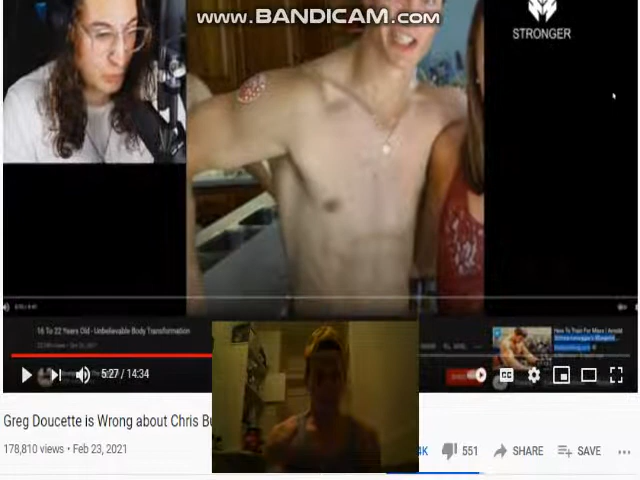 www.BANDICAM.com
STRONGER
16 To 22 Years Old - Unbelievable Body Transformation
How To Train For Mass | Arnold
5:27 / 14:34
CC
Greg Doucette is Wrong about Chris Bu
178,810 views • Feb 23, 2021
4K
551
SHARE
SAVE